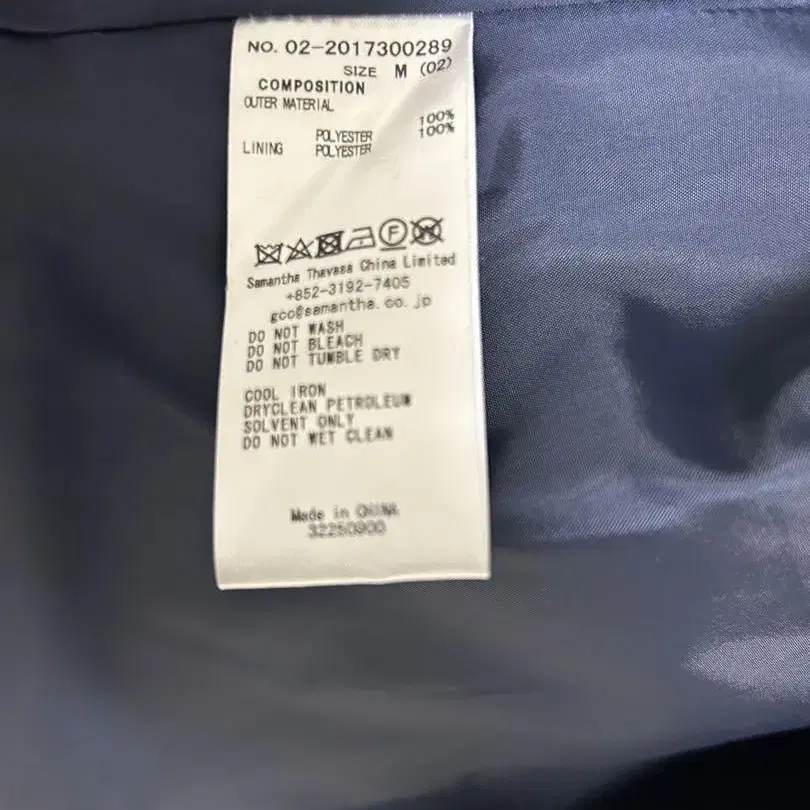 NO. 02-2017300289
SIZE M (02)
COMPOSITION
OUTER MATERIAL
100%
POLYESTER 100%
LINING POLYESTER
F
Samantha Thavasa China Limited
+852-3192-7405
gcc@samantha.co.jp
DO NOT WASH
DO NOT BLEACH
DO NOT TUMBLE DRY
COOL IRON
DRYCLEAN PETROLEUM
SOLVENT ONLY
DO NOT WET CLEAN
Made in CHINA
32250900